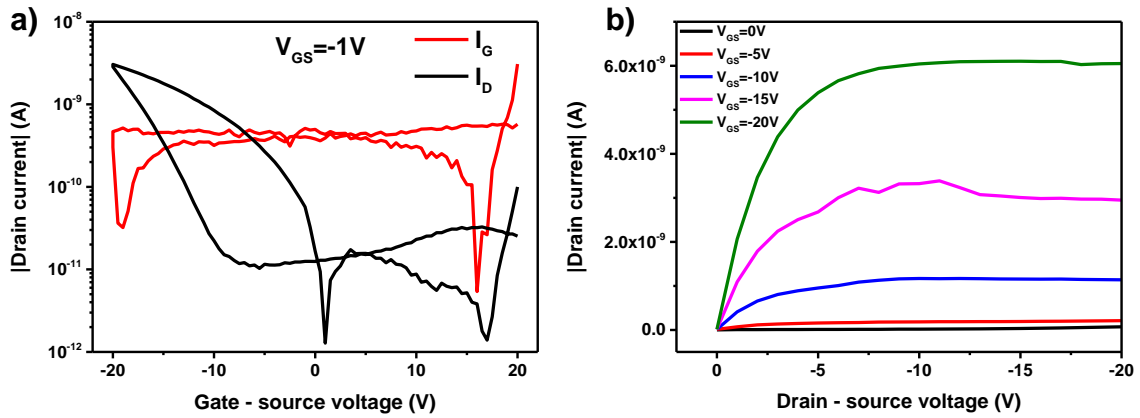 a)
V_GS=-1V
I_G
I_D
10^-8
10^-9
10^-10
10^-11
10^-12
|Drain current| (A)
-20 -10 0 10 20
Gate - source voltage (V)
b)
V_GS=0V
V_GS=-5V
V_GS=-10V
V_GS=-15V
V_GS=-20V
6.0x10^-9
4.0x10^-9
2.0x10^-9
0.0
|Drain current| (A)
0 -5 -10 -15 -20
Drain - source voltage (V)